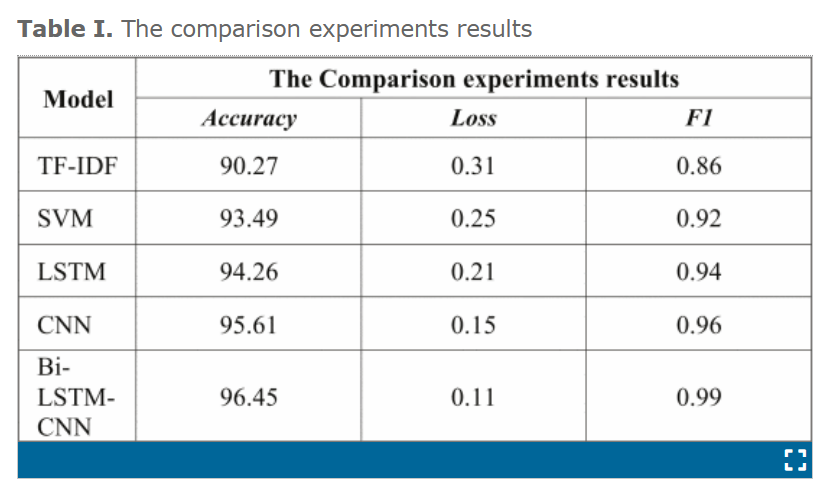 Table I. The comparison experiments results
Model
The Comparison experiments results
Accuracy Loss F1
TF-IDF 90.27 0.31 0.86
SVM 93.49 0.25 0.92
LSTM 94.26 0.21 0.94
CNN 95.61 0.15 0.96
Bi-
LSTM- 96.45 0.11 0.99
CNN